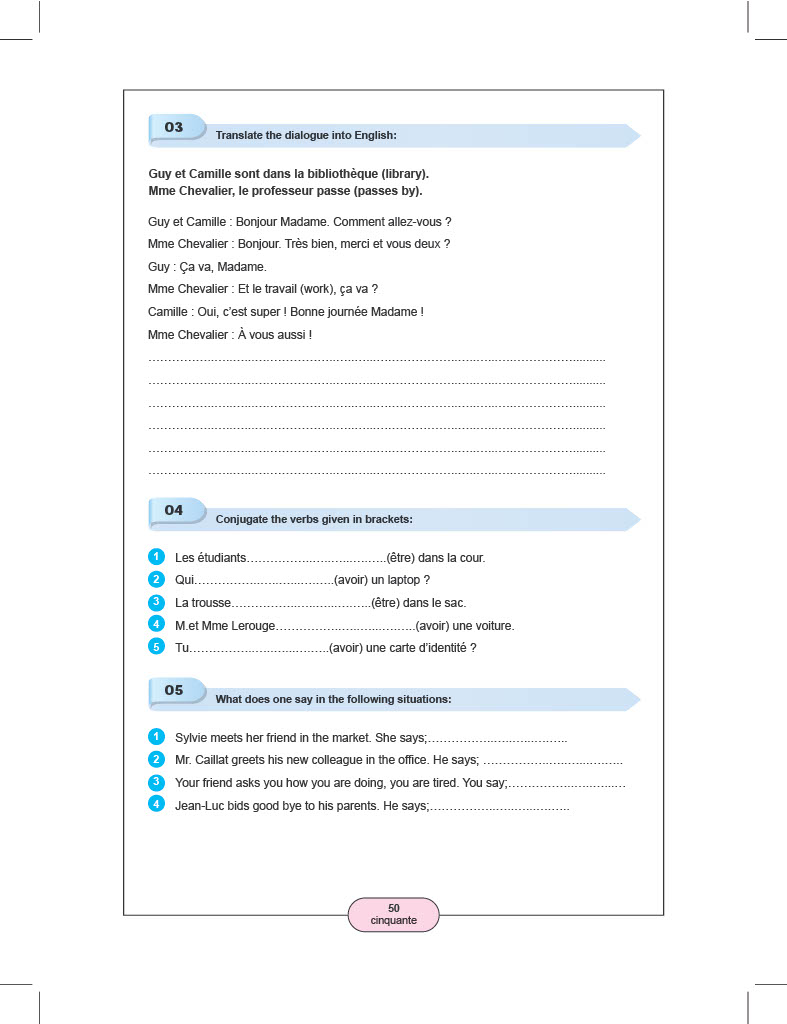 03
Translate the dialogue into English:
Guy et Camille sont dans la bibliothèque (library).
Mme Chevalier, le professeur passe (passes by).
Guy et Camille : Bonjour Madame. Comment allez-vous ?
Mme Chevalier : Bonjour. Très bien, merci et vous deux ?
Guy : Ça va, Madame.
Mme Chevalier : Et le travail (work), ça va ?
Camille : Oui, c’est super ! Bonne journée Madame !
Mme Chevalier : À vous aussi !
…………………………………………………………………………………………………
…………………………………………………………………………………………………
…………………………………………………………………………………………………
…………………………………………………………………………………………………
…………………………………………………………………………………………………
…………………………………………………………………………………………………
04
Conjugate the verbs given in brackets:
1 Les étudiants……………………………..(être) dans la cour.
2 Qui……………………………..(avoir) un laptop ?
3 La trousse……………………………..(être) dans le sac.
4 M.et Mme Lerouge……………………………..(avoir) une voiture.
5 Tu……………………………..(avoir) une carte d’identité ?
05
What does one say in the following situations:
1 Sylvie meets her friend in the market. She says;……………………………..
2 Mr. Caillat greets his new colleague in the office. He says; ……………………………..
3 Your friend asks you how you are doing, you are tired. You say;……………………………
4 Jean-Luc bids good bye to his parents. He says;……………………………..
50
cinquante